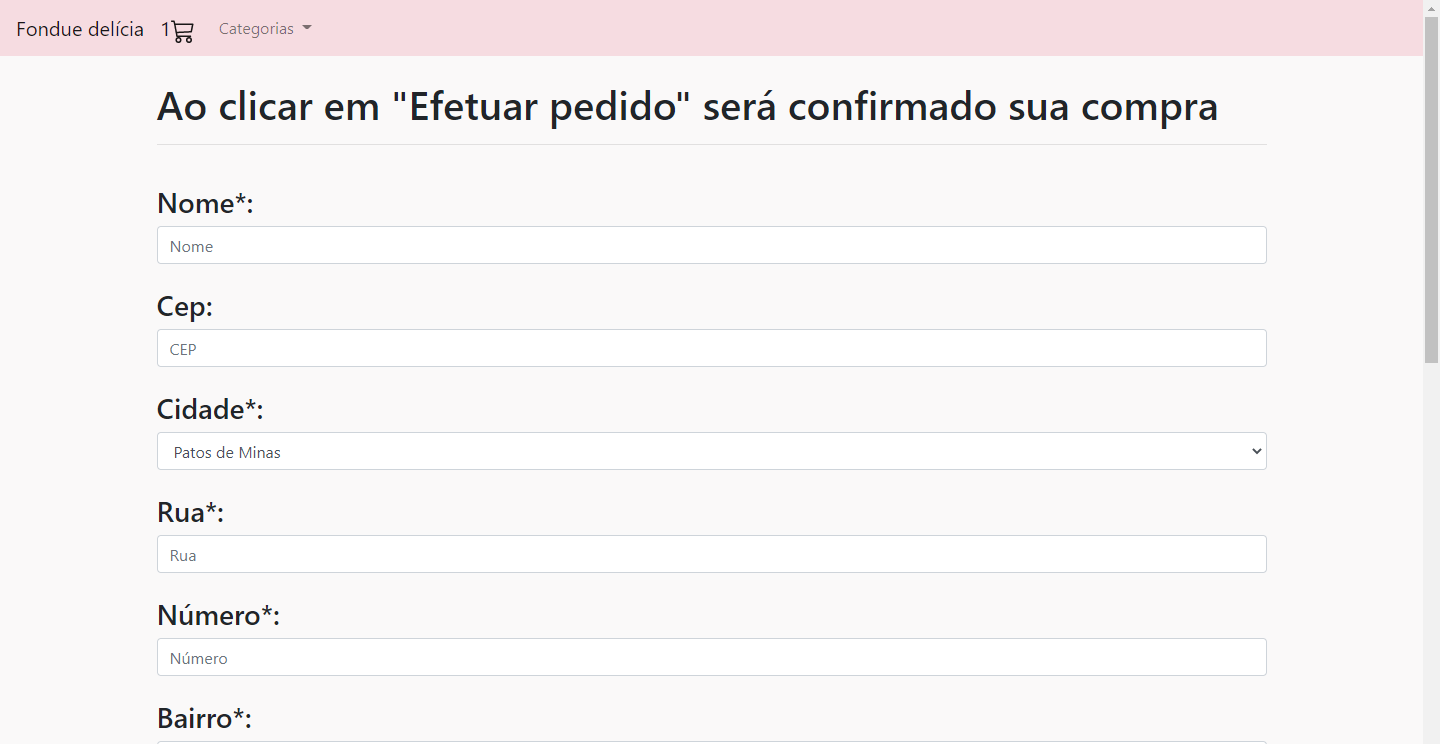 Fondue delícia 1 Categorias
Ao clicar em "Efetuar pedido" será confirmado sua compra
Nome*:
Nome
Cep:
CEP
Cidade*:
Patos de Minas
Rua*:
Rua
Número*:
Número
Bairro*: